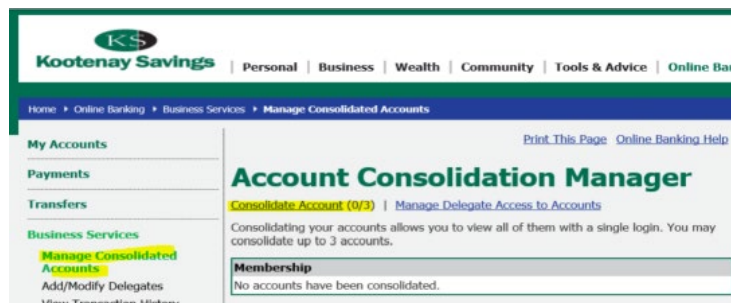 KS
Kootenay Savings
Personal | Business | Wealth | Community | Tools & Advice | Online Ba
Home ▸ Online Banking ▸ Business Services ▸ Manage Consolidated Accounts
Print This Page Online Banking Help
My Accounts
Payments
Transfers
Business Services
Manage Consolidated
Accounts
Add/Modify Delegates
View Transaction History
Account Consolidation Manager
Consolidate Account (0/3) | Manage Delegate Access to Accounts
Consolidating your accounts allows you to view all of them with a single login. You may
consolidate up to 3 accounts.
Membership
No accounts have been consolidated.